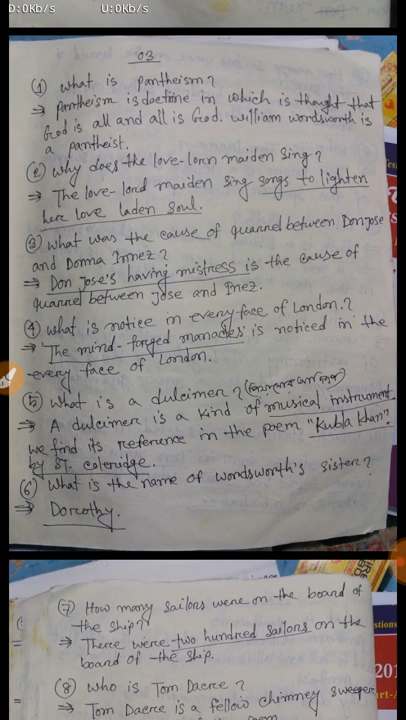 D:0Kb/s U:0Kb/s
03
(1) What is pantheism?
⇒ Pantheism is doctrine in which is thought that
God is all and all is God. William wordsworth is
a pantheist.
(2) Why does the love-lorn maiden sing?
⇒ The love-lord maiden sing songs to lighten
her love laden soul.
(3) What was the cause of quarrel between Don Jose
and Donna Innez?
⇒ Don Jose's having mistress is the cause of
quarrel between Jose and Inez.
(4) What is notice in every face of London.?
⇒ 'The mind-forged manacles' is noticed in the
every face of London.
(5) What is a dulcimer?
⇒ A dulcimer is a kind of musical instrument.
we find its reference in the poem "Kubla khan"
by ST. coleridge.
(6) What is the name of wordsworth's sister?
⇒ Dorothy.
(7) How many sailors were on the board of
the ship?
⇒ There were two hundred sailors on the
board of the ship.
(8) Who is Tom Dacre?
⇒ Tom Dacre is a fellow chimney sweeper
201